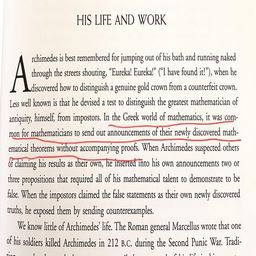 HIS LIFE AND WORK
Archimedes is best remembered for jumping out of his bath and running naked
through the streets shouting, "Eureka! Eureka!" ("I have found it!"), when he
discovered how to distinguish a genuine gold crown from a counterfeit crown.
Less well known is that he devised a test to distinguish the greatest mathematician of
antiquity, himself, from impostors. In the Greek world of mathematics, it was com-
mon for mathematicians to send out announcements of their newly discovered math-
ematical theorems without accompanying proofs. When Archimedes suspected others
of claiming his results as their own, he inserted into his own announcements two or
three propositions that required all of his mathematical talent to demonstrate to be
false. When the impostors claimed the false statements as their own newly discovered
truths, he exposed them by sending counterexamples.
We know little of Archimedes' life. The Roman general Marcellus wrote that one
of his soldiers killed Archimedes in 212 B.C. during the Second Punic War. Tradi-